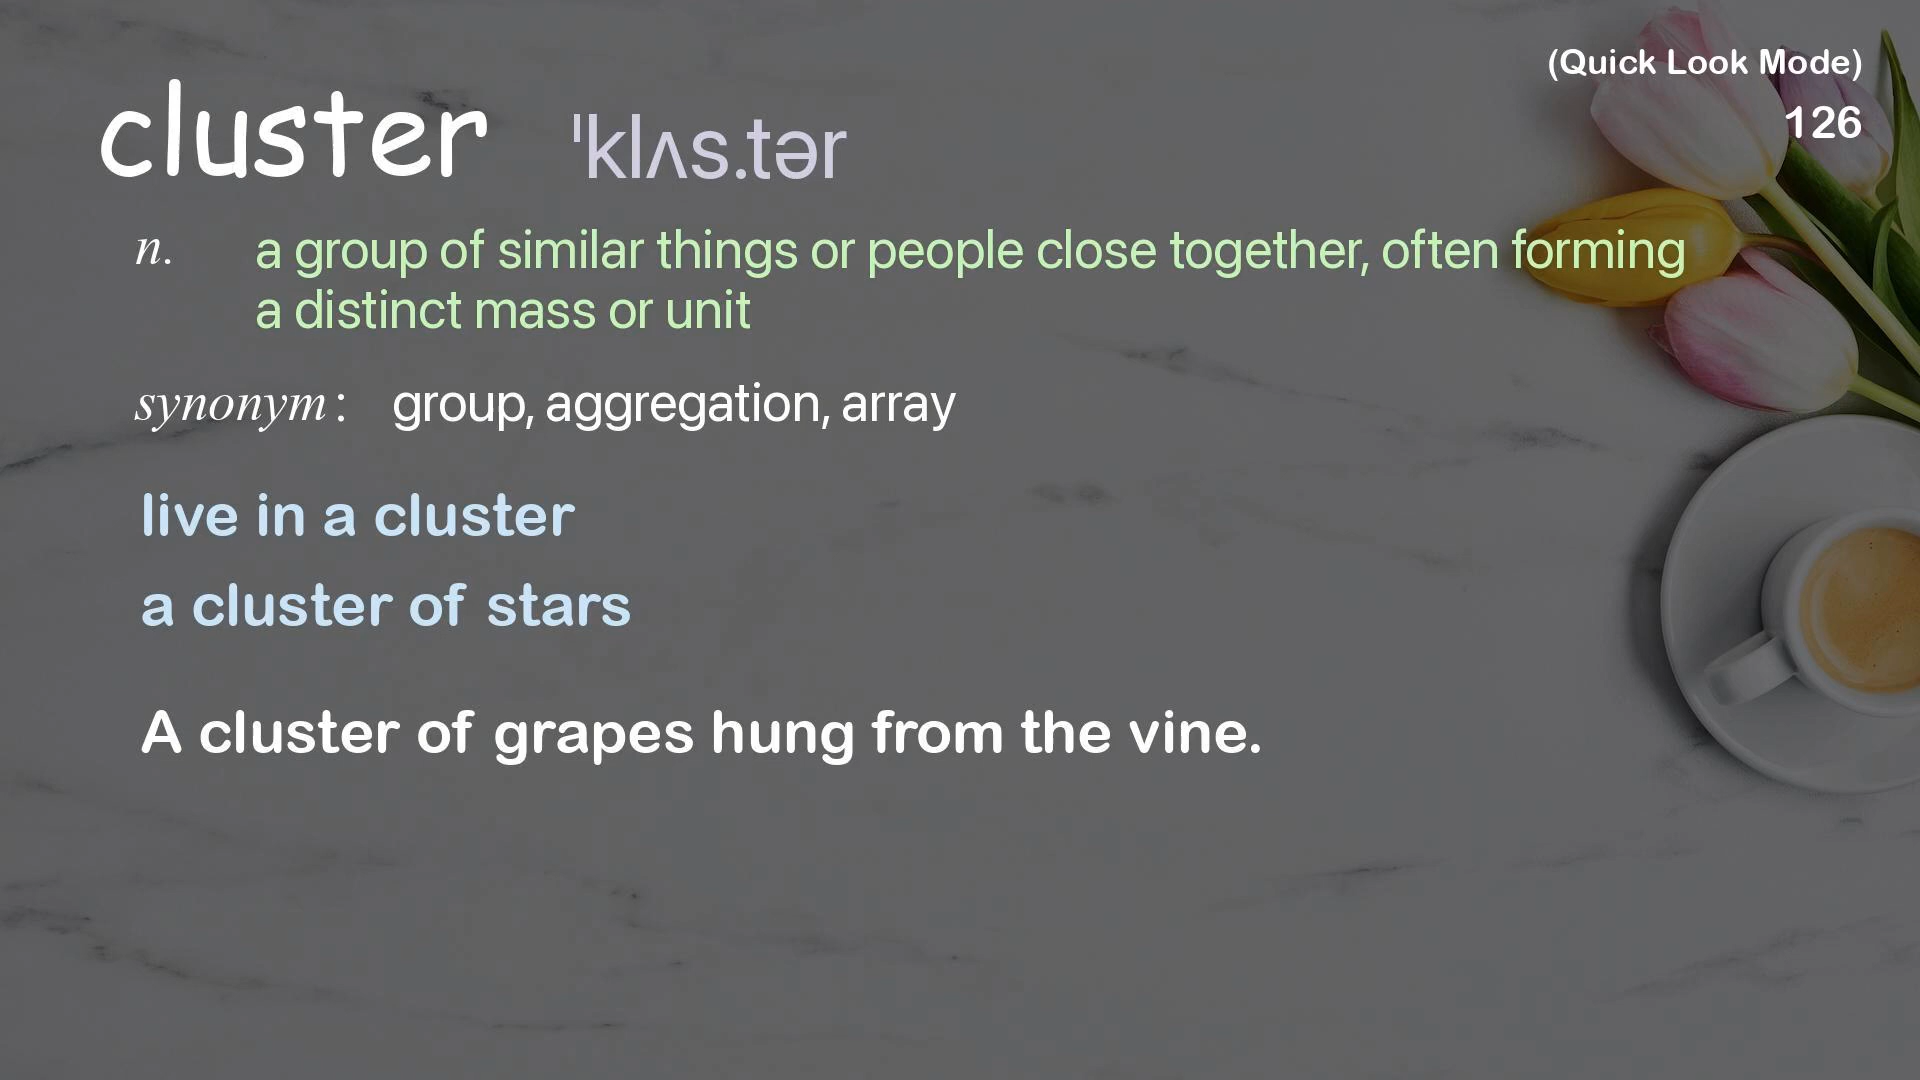 (Quick Look Mode)
126
cluster ˈklʌs.tər
n. a group of similar things or people close together, often forming
a distinct mass or unit
synonym: group, aggregation, array
live in a cluster
a cluster of stars
A cluster of grapes hung from the vine.